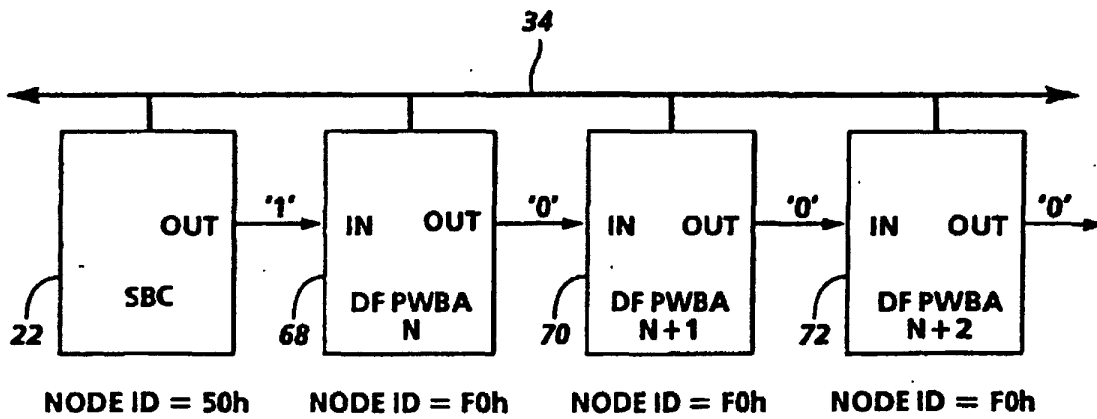 34
OUT
'1'
IN
OUT
'0'
IN
OUT
'0'
IN
OUT
'0'
SBC
DF PWBA
N
DF PWBA
N+1
DF PWBA
N+2
22
68
70
72
NODE ID = 50h
NODE ID = F0h
NODE ID = F0h
NODE ID = F0h